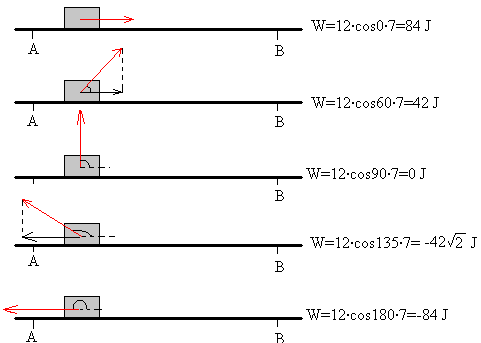 W=12·cos0·7=84 J
A B
W=12·cos60·7=42 J
A B
W=12·cos90·7=0 J
B
W=12·cos135·7= -42√2 J
A B
W=12·cos180·7=-84 J
A B